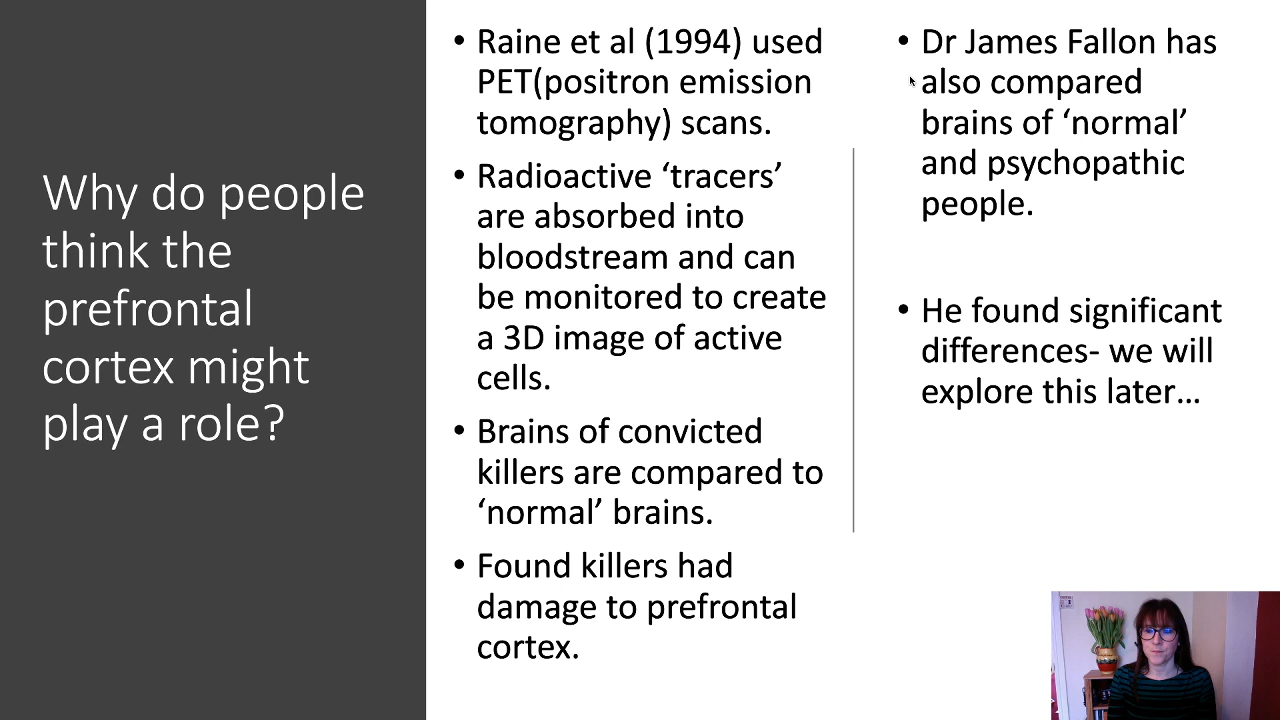 Why do people
think the
prefrontal
cortex might
play a role?
• Raine et al (1994) used
PET(positron emission
tomography) scans.
• Radioactive ‘tracers’
are absorbed into
bloodstream and can
be monitored to create
a 3D image of active
cells.
• Brains of convicted
killers are compared to
‘normal’ brains.
• Found killers had
damage to prefrontal
cortex.
• Dr James Fallon has
also compared
brains of ‘normal’
and psychopathic
people.
• He found significant
differences- we will
explore this later…